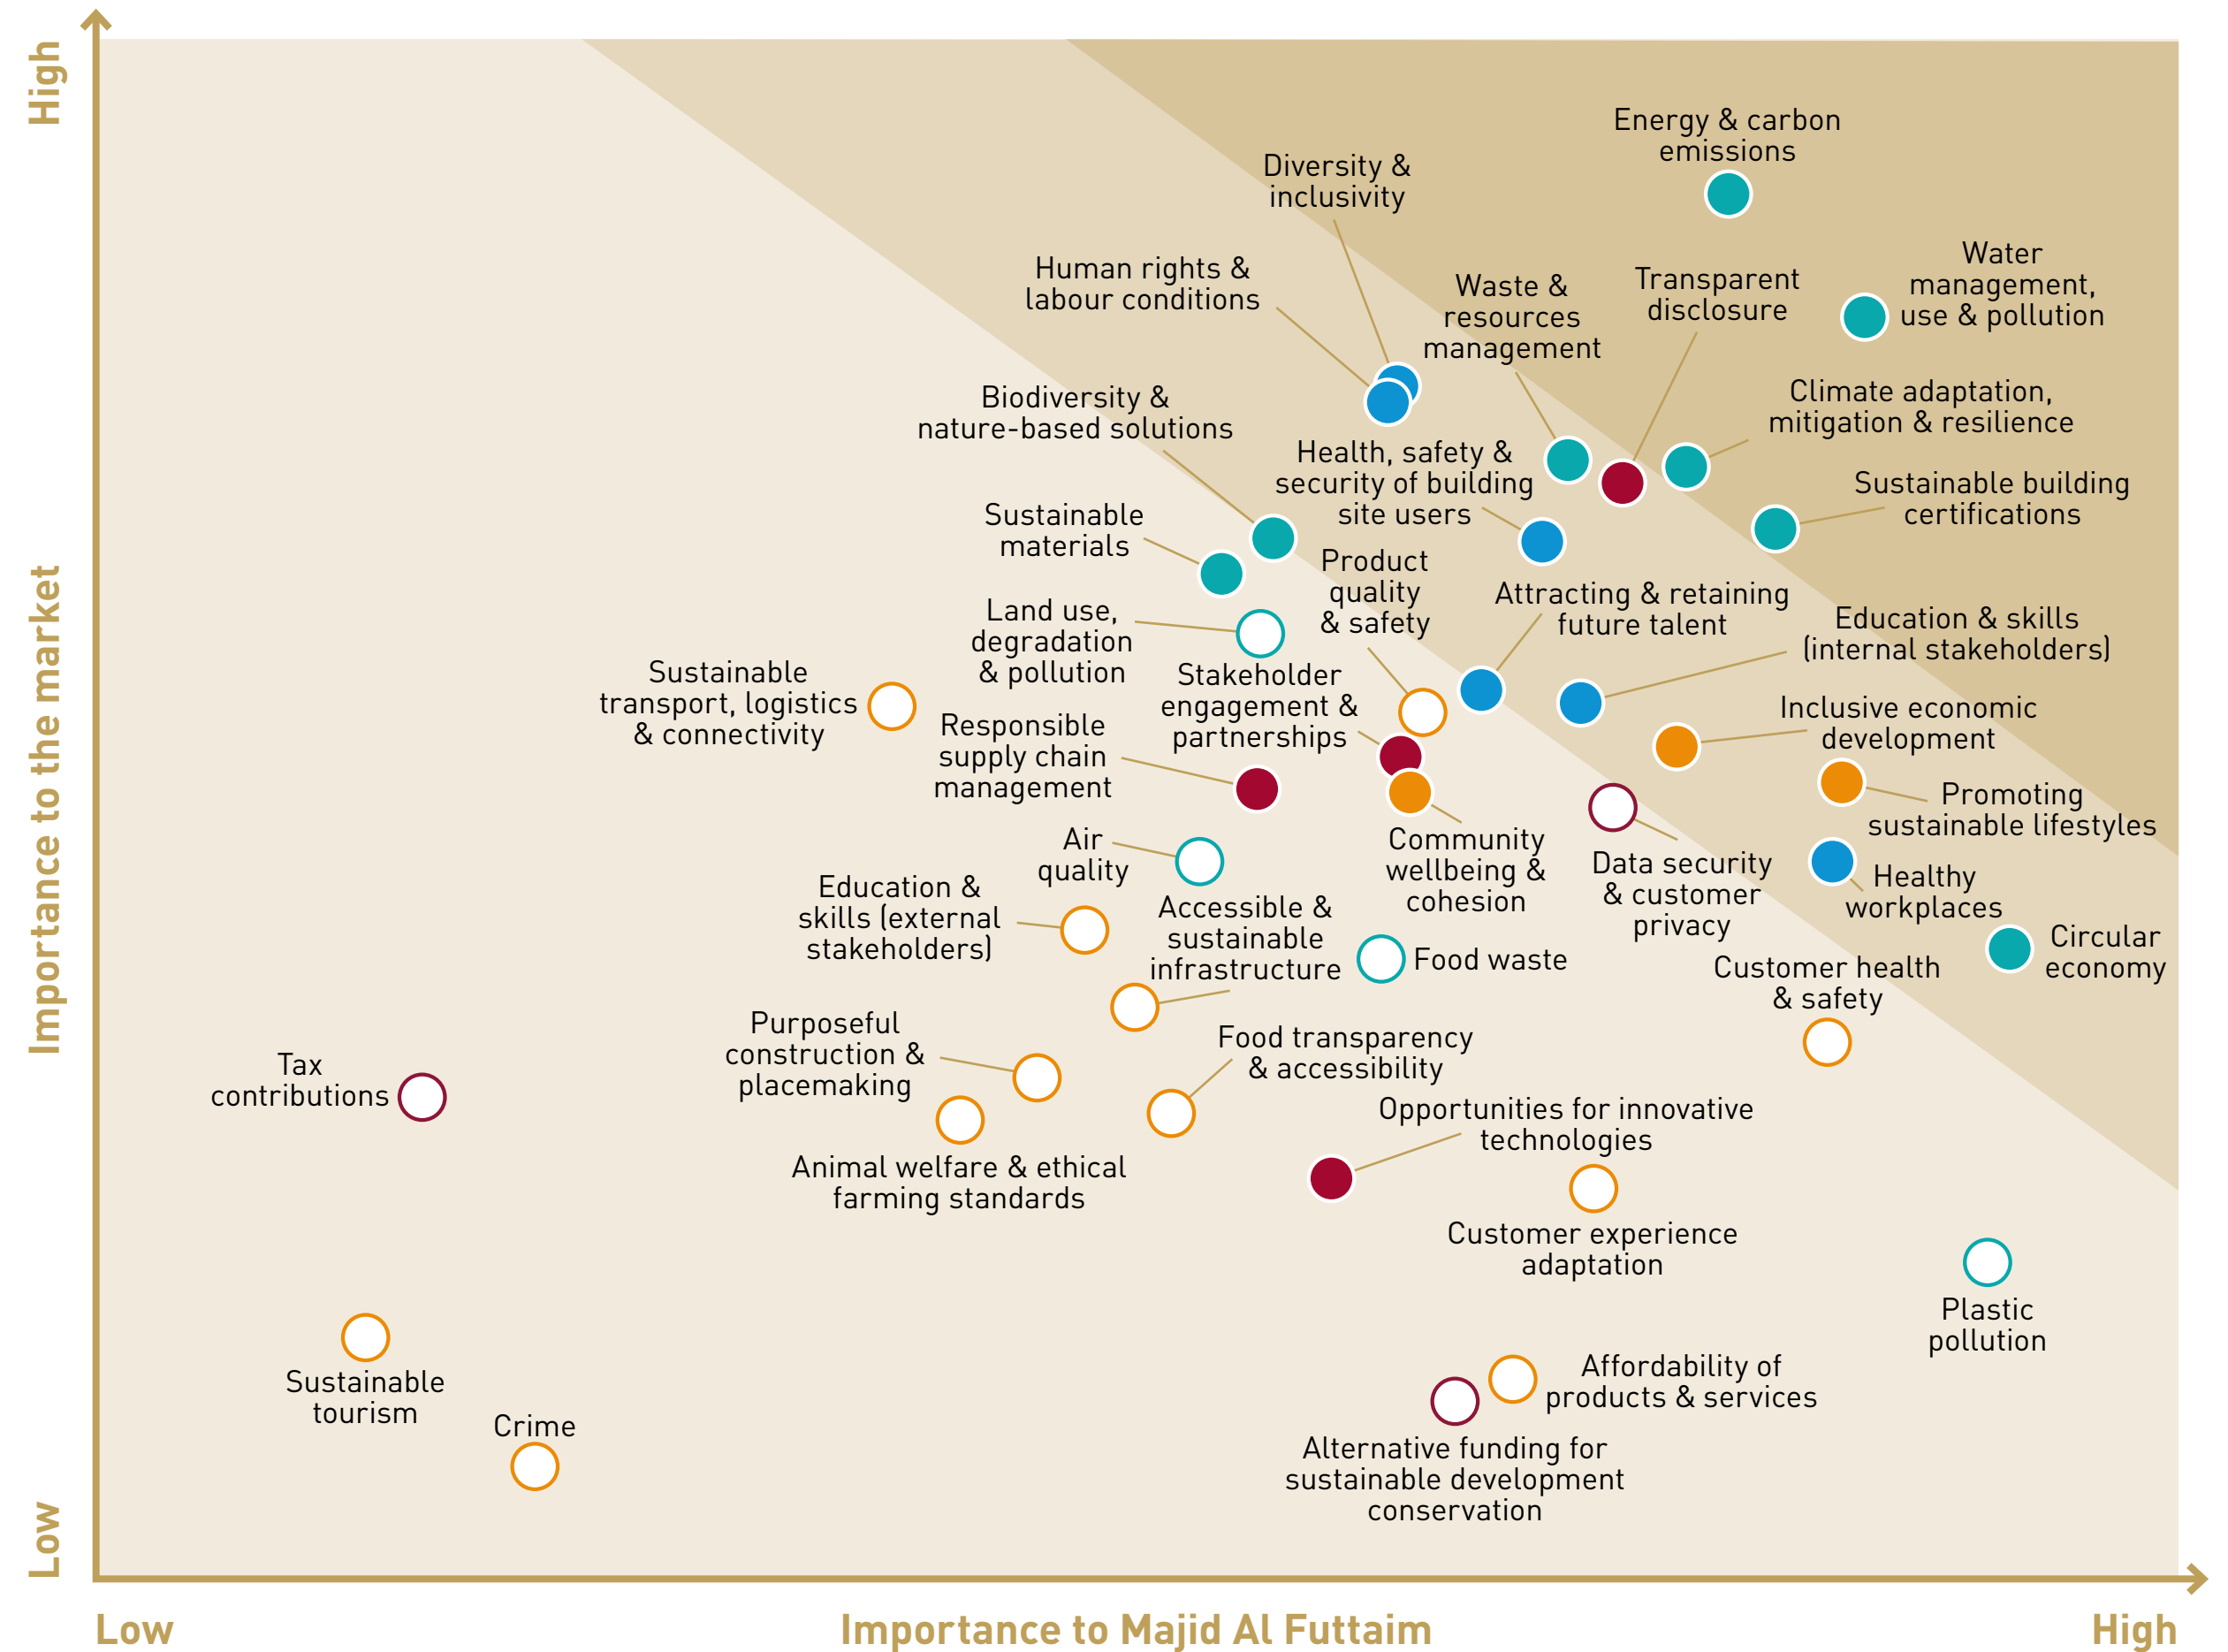 High
Importance to the market
Low
Energy & carbon
emissions
Diversity &
inclusivity
Water
management,
use & pollution
Human rights &
labour conditions
Transparent
disclosure
Waste &
resources
management
Climate adaptation,
mitigation & resilience
Biodiversity &
nature-based solutions
Health, safety &
security of building
site users
Sustainable building
certifications
Sustainable
materials
Product
quality
& safety
Attracting & retaining
future talent
Land use,
degradation
& pollution
Education & skills
(internal stakeholders)
Sustainable
transport, logistics
& connectivity
Stakeholder
engagement &
partnerships
Inclusive economic
development
Responsible
supply chain
management
Promoting
sustainable lifestyles
Air
quality
Community
wellbeing &
cohesion
Data security
& customer
privacy
Healthy
workplaces
Education &
skills (external
stakeholders)
Accessible &
sustainable
infrastructure
Food waste
Circular
economy
Customer health
& safety
Purposeful
construction &
placemaking
Food transparency
& accessibility
Tax
contributions
Opportunities for innovative
technologies
Animal welfare & ethical
farming standards
Customer experience
adaptation
Plastic
pollution
Sustainable
tourism
Affordability of
products & services
Crime
Alternative funding for
sustainable development
conservation
Low
Importance to Majid Al Futtaim
High